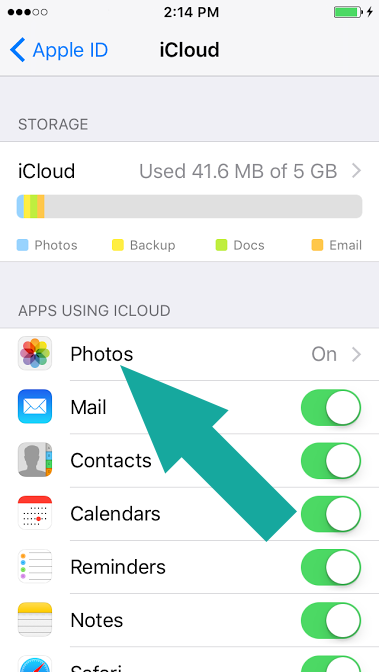 2:14 PM
Apple ID iCloud
STORAGE
iCloud Used 41.6 MB of 5 GB
Photos Backup Docs Email
APPS USING ICLOUD
Photos On
Mail
Contacts
Calendars
Reminders
Notes
Safari